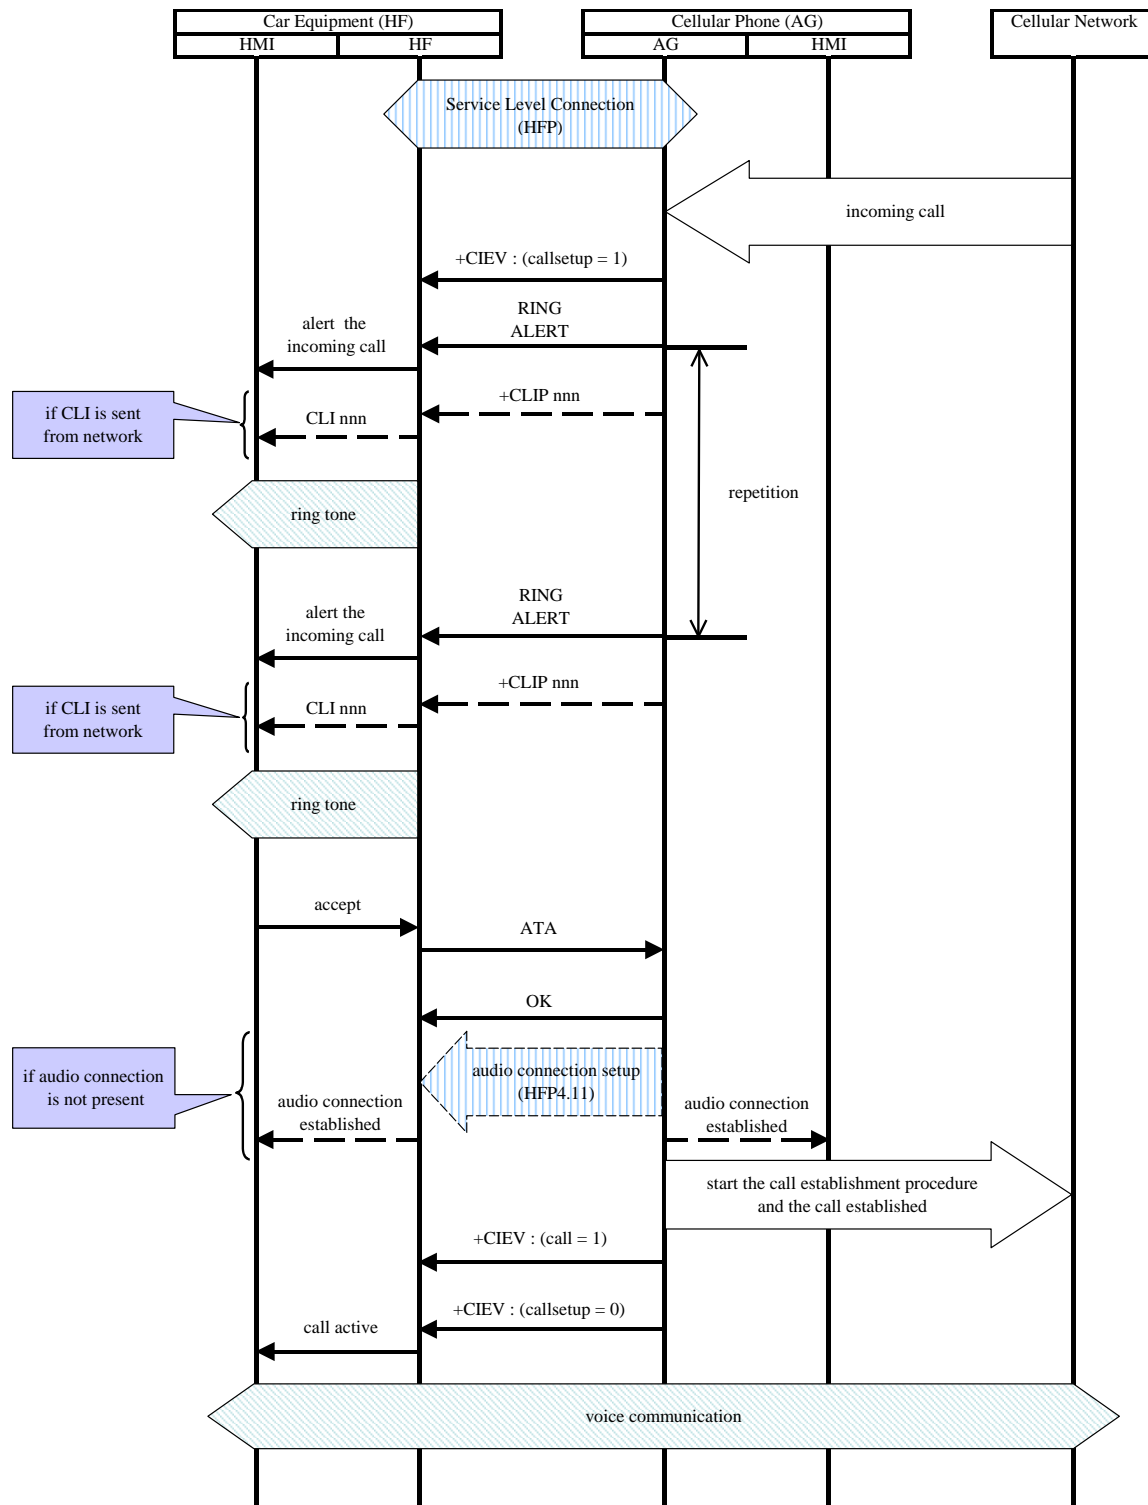 Car Equipment (HF)
Cellular Phone (AG)
Cellular Network
HMI
HF
AG
HMI
Service Level Connection
(HFP)
incoming call
+CIEV : (callsetup = 1)
RING
ALERT
alert  the
incoming call
+CLIP nnn
if CLI is sent
from network
CLI nnn
repetition
ring tone
RING
ALERT
alert the
incoming call
+CLIP nnn
if CLI is sent
from network
CLI nnn
ring tone
accept
ATA
OK
if audio connection
is not present
audio connection setup
(HFP4.11)
audio connection
established
audio connection
established
start the call establishment procedure
and the call established
+CIEV : (call = 1)
+CIEV : (callsetup = 0)
call active
voice communication